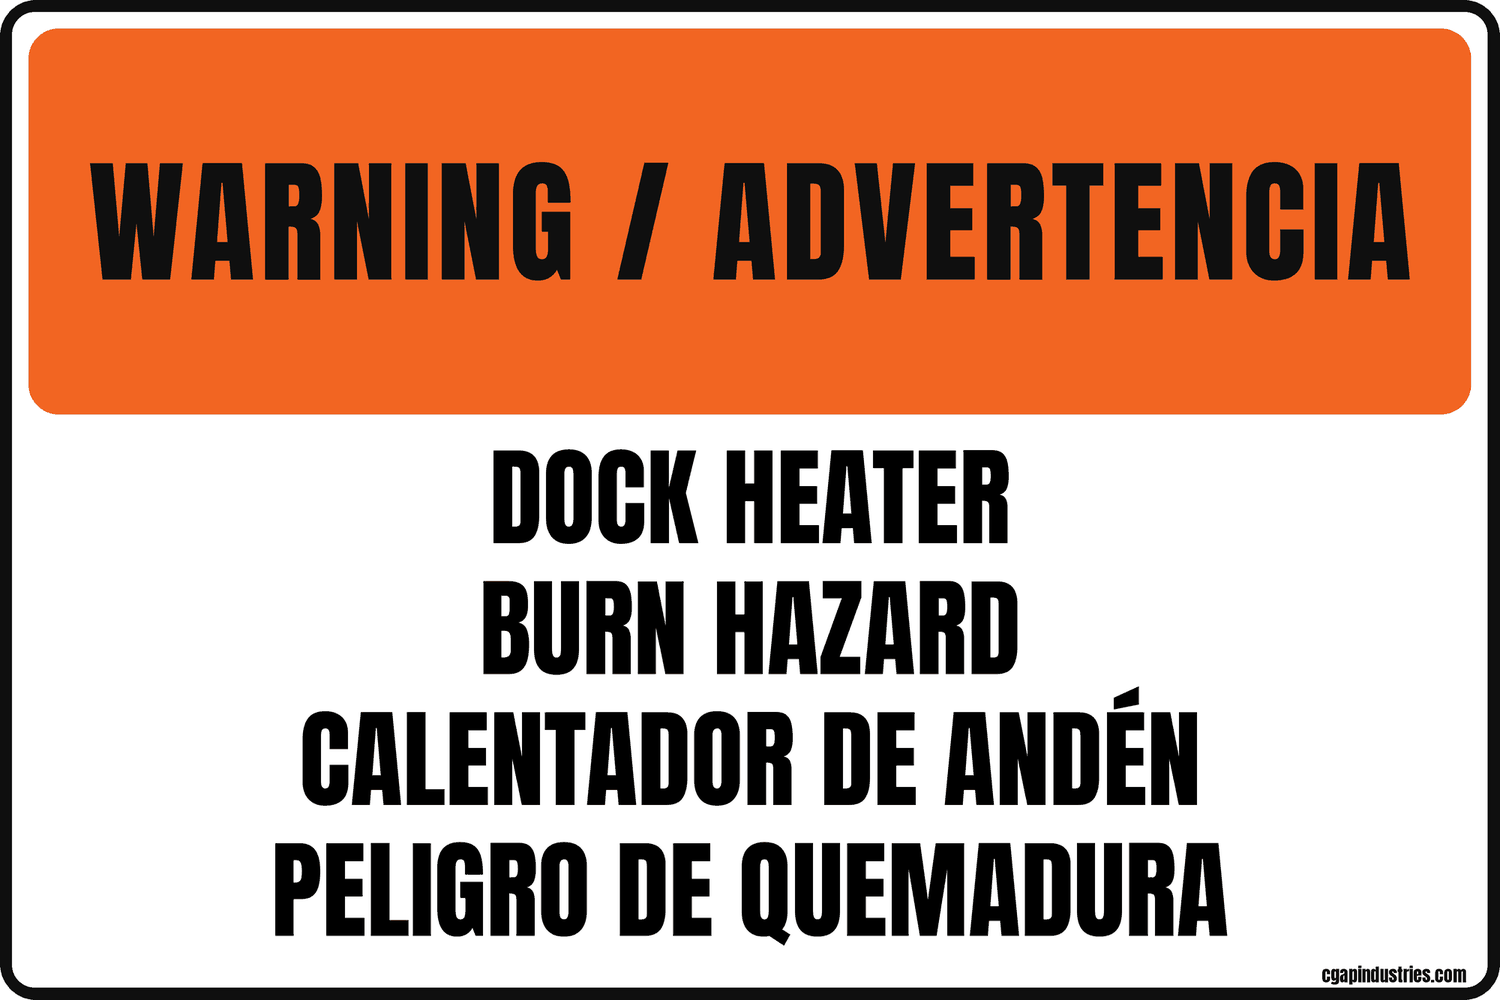 WARNING / ADVERTENCIA
DOCK HEATER
BURN HAZARD
CALENTADOR DE ANDÉN
PELIGRO DE QUEMADURA
cgapindustries.com